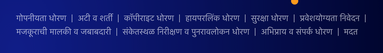 गोपनीयता धोरण | अटी व शर्ती | कॉपीराइट धोरण | हायपरलिंक धोरण | सुरक्षा धोरण | प्रवेशयोग्यता निवेदन |
मजकूराची मालकी व जबाबदारी | संकेतस्थळ निरीक्षण व पुनरावलोकन धोरण | अभिप्राय व संपर्क धोरण | मदत